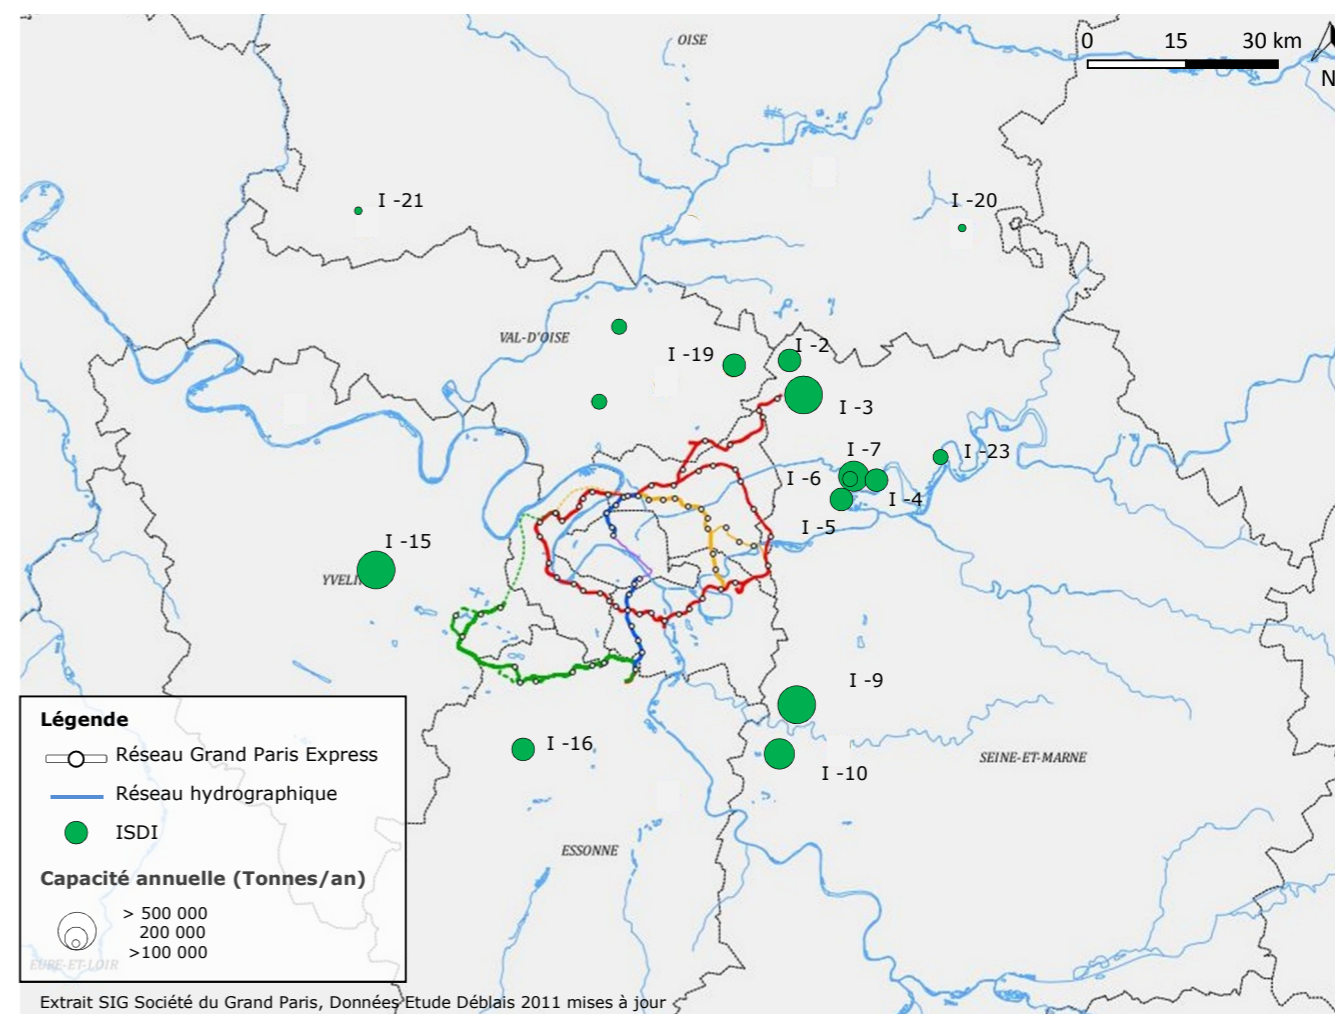 OISE
0 15 30 km
N
I -21
I -20
VAL-D'OISE
I -19
I -2
I -3
I -7
I -23
I -6
I -4
I -5
I -15
I -9
I -16
SEINE-ET-MARNE
I -10
ESSONNE
Légende
Réseau Grand Paris Express
Réseau hydrographique
ISDI
Capacité annuelle (Tonnes/an)
> 500 000
200 000
>100 000
EURE-ET-LOIR
Extrait SIG Société du Grand Paris, Données Etude Déblais 2011 mises à jour